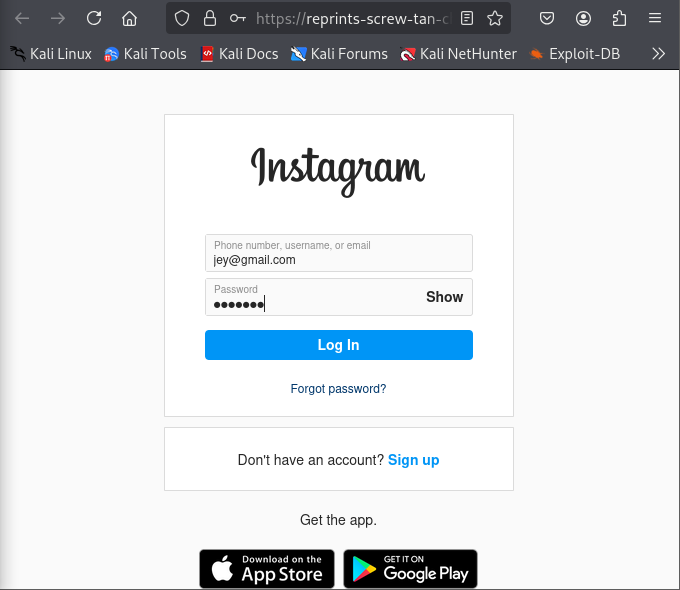 https://reprints-screw-tan-c
Kali Linux Kali Tools Kali Docs Kali Forums Kali NetHunter Exploit-DB
Instagram
Phone number, username, or email
jey@gmail.com
Password
●●●●●●● Show
Log In
Forgot password?
Don't have an account? Sign up
Get the app.
Download on the GET IT ON
App Store Google Play